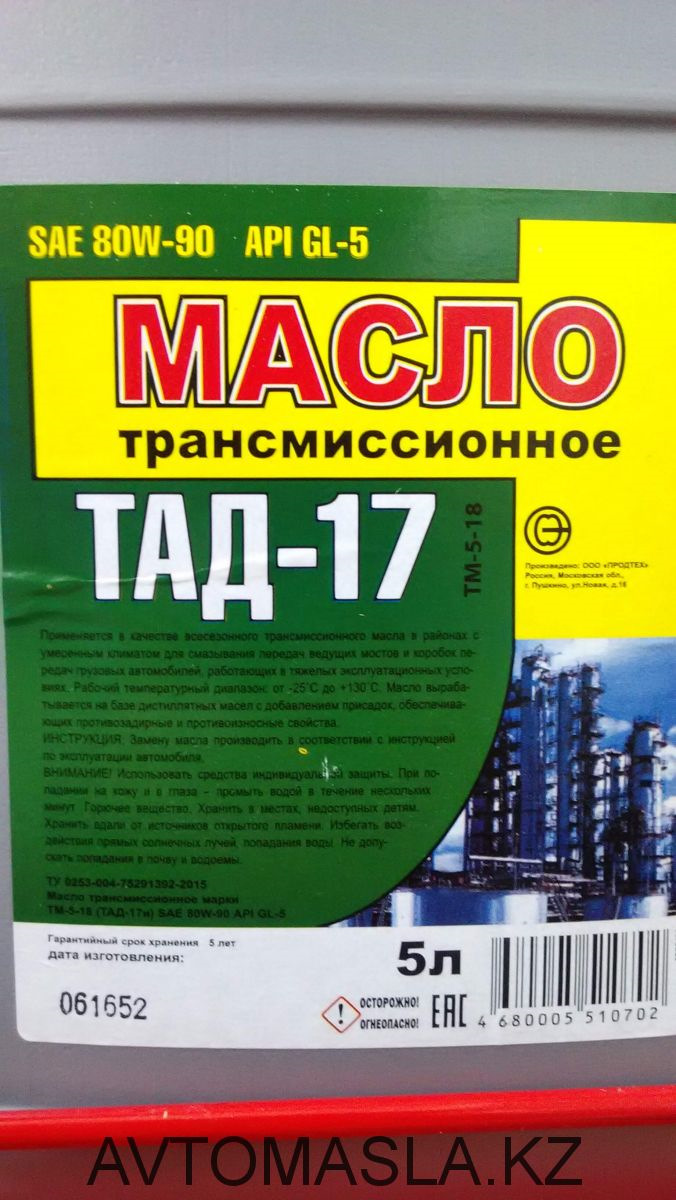 SAE 80W-90 API GL-5
МАСЛО
трансмиссионное
ТАД-17
ТМ-5-18
Произведено: ООО «ПРОДТЕХ»
Россия, Московская обл.,
г. Пушкино, ул.Новая, д.16
Применяется в качестве всесезонного трансмиссионного масла в районах с
умеренным климатом для смазывания передач ведущих мостов и коробок пе-
редач грузовых автомобилей, работающих в тяжелых эксплуатационных усло-
виях. Рабочий температурный диапазон: от -25˚С до +130˚С. Масло выраба-
тывается на базе дистиллятных масел с добавлением присадок, обеспечива-
ющих противозадирные и противоизносные свойства.
ИНСТРУКЦИЯ: Замену масла производить в соответствии с инструкцией
по эксплуатации автомобиля.
ВНИМАНИЕ! Использовать средства индивидуальной защиты. При по-
падании на кожу и в глаза – промыть водой в течение нескольких
минут. Горючее вещество. Хранить в местах, недоступных детям.
Хранить вдали от источников открытого пламени. Избегать воз-
действия прямых солнечных лучей, попадания воды. Не допу-
скать попадания в почву и водоемы.
ТУ 0253-004-75291392-2015
Масло трансмиссионное марки
ТМ-5-18 (ТАД-17и) SAE 80W-90 API GL-5
Гарантийный срок хранения 5 лет
дата изготовления:
061652
5л
ОСТОРОЖНО!
ОГНЕОПАСНО!
ЕАС
4 680005 510702
AVTOMASLA.KZ